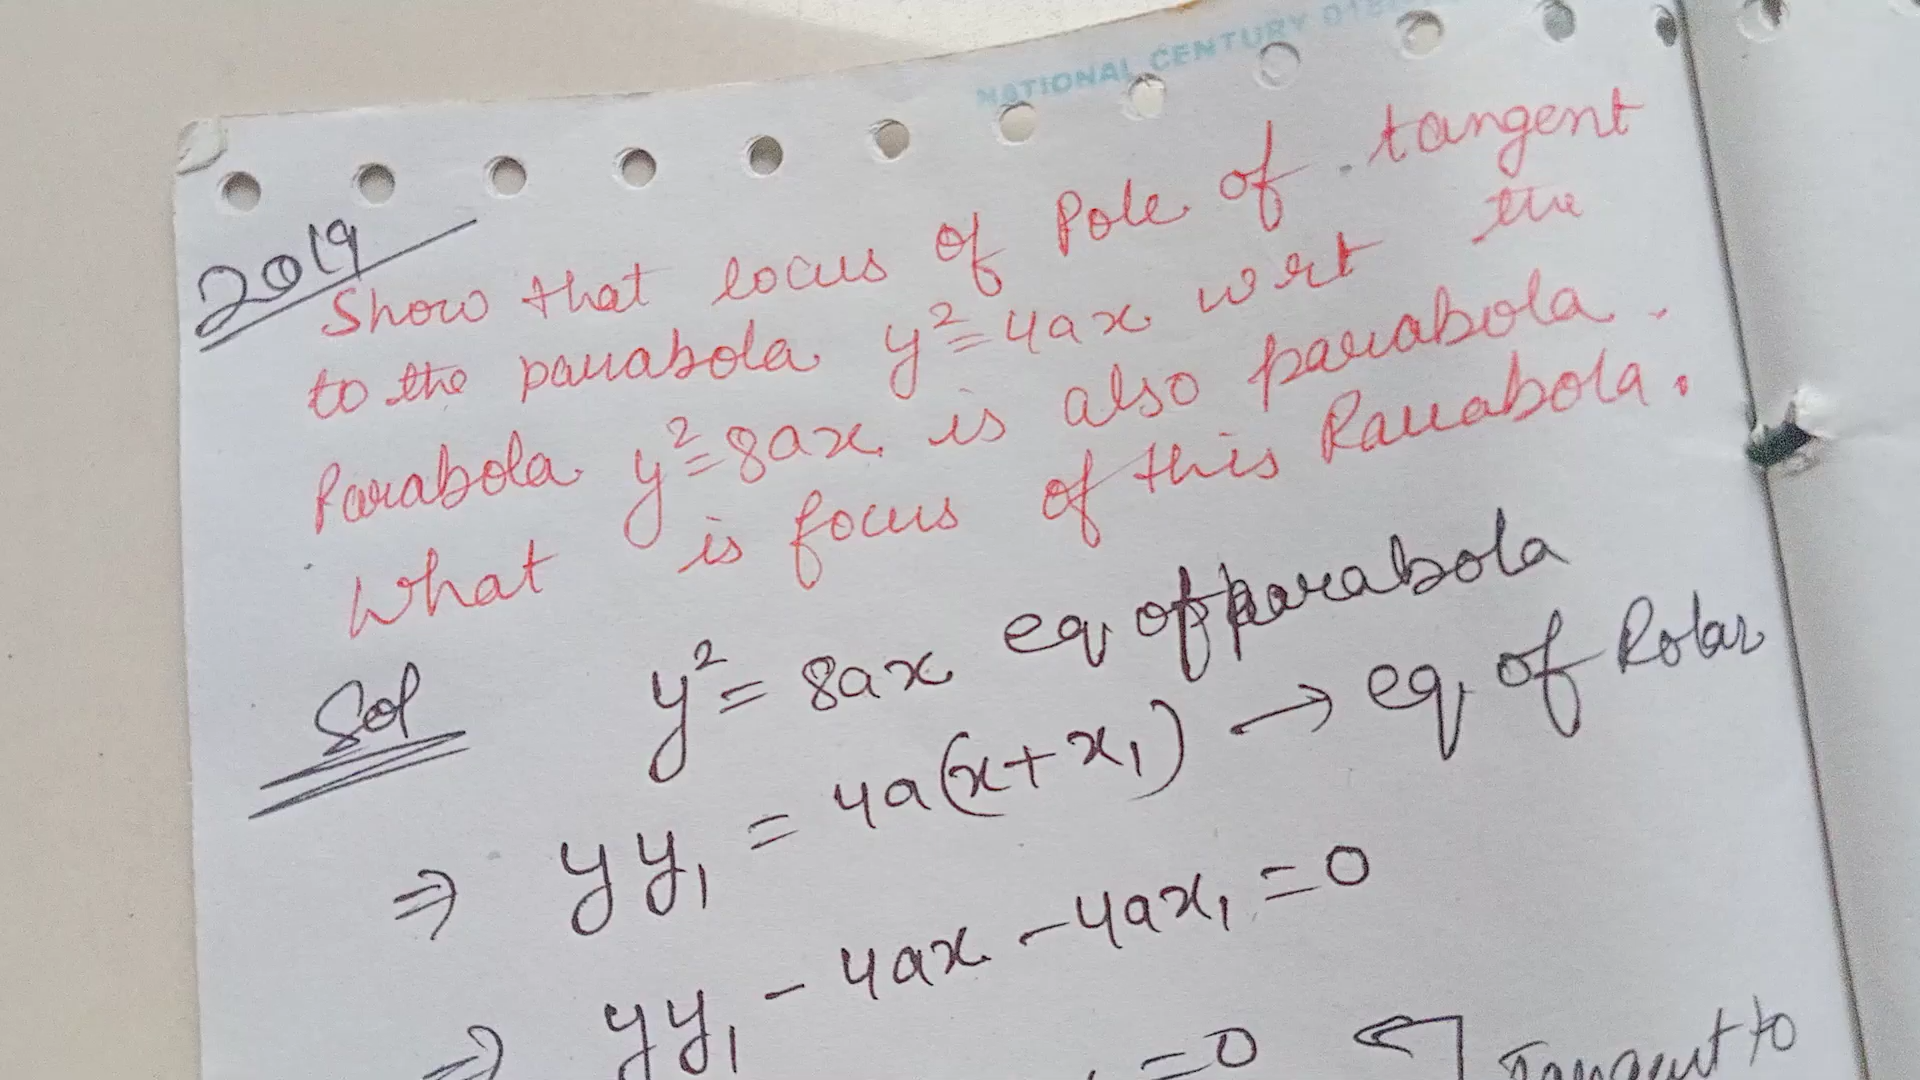 NATIONAL CENTURY
2019
Show that locus of Pole of tangent
to the parabola y²=4ax wrt the
Parabola y²=8ax is also parabola.
What is focus of this Parabola.
Sol y²=8ax eq of parabola
⇒ yy₁ = 4a(x+x₁) → eq of Polar
⇒ yy₁ - 4ax - 4ax₁ = 0
=0 Tangent to